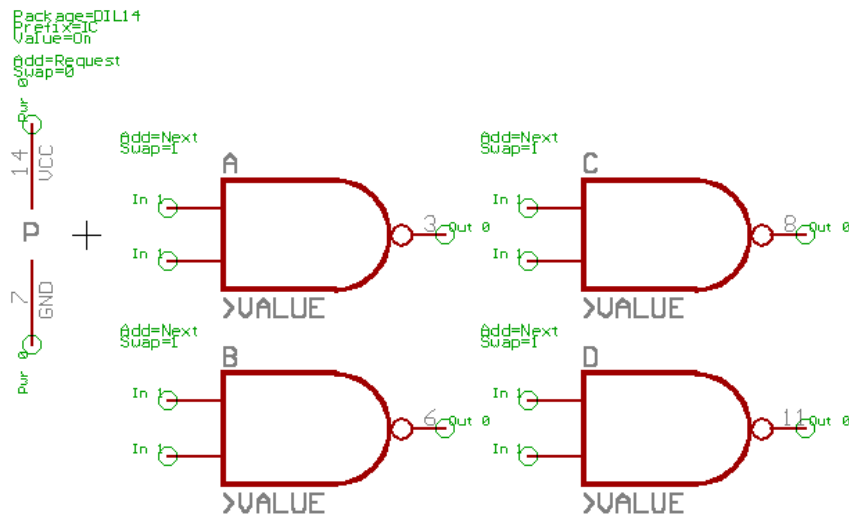 Package=DIL14
Prefix=IC
Value=On
Add=Request
Swap=0
Pwr 0
14
VCC
P
7
GND
Pwr 0
Add=Next
Swap=1
A
In 1
In 1
3
Out 0
>VALUE
Add=Next
Swap=1
C
In 1
In 1
8
Out 0
>VALUE
Add=Next
Swap=1
B
In 1
In 1
6
Out 0
>VALUE
Add=Next
Swap=1
D
In 1
In 1
11
Out 0
>VALUE